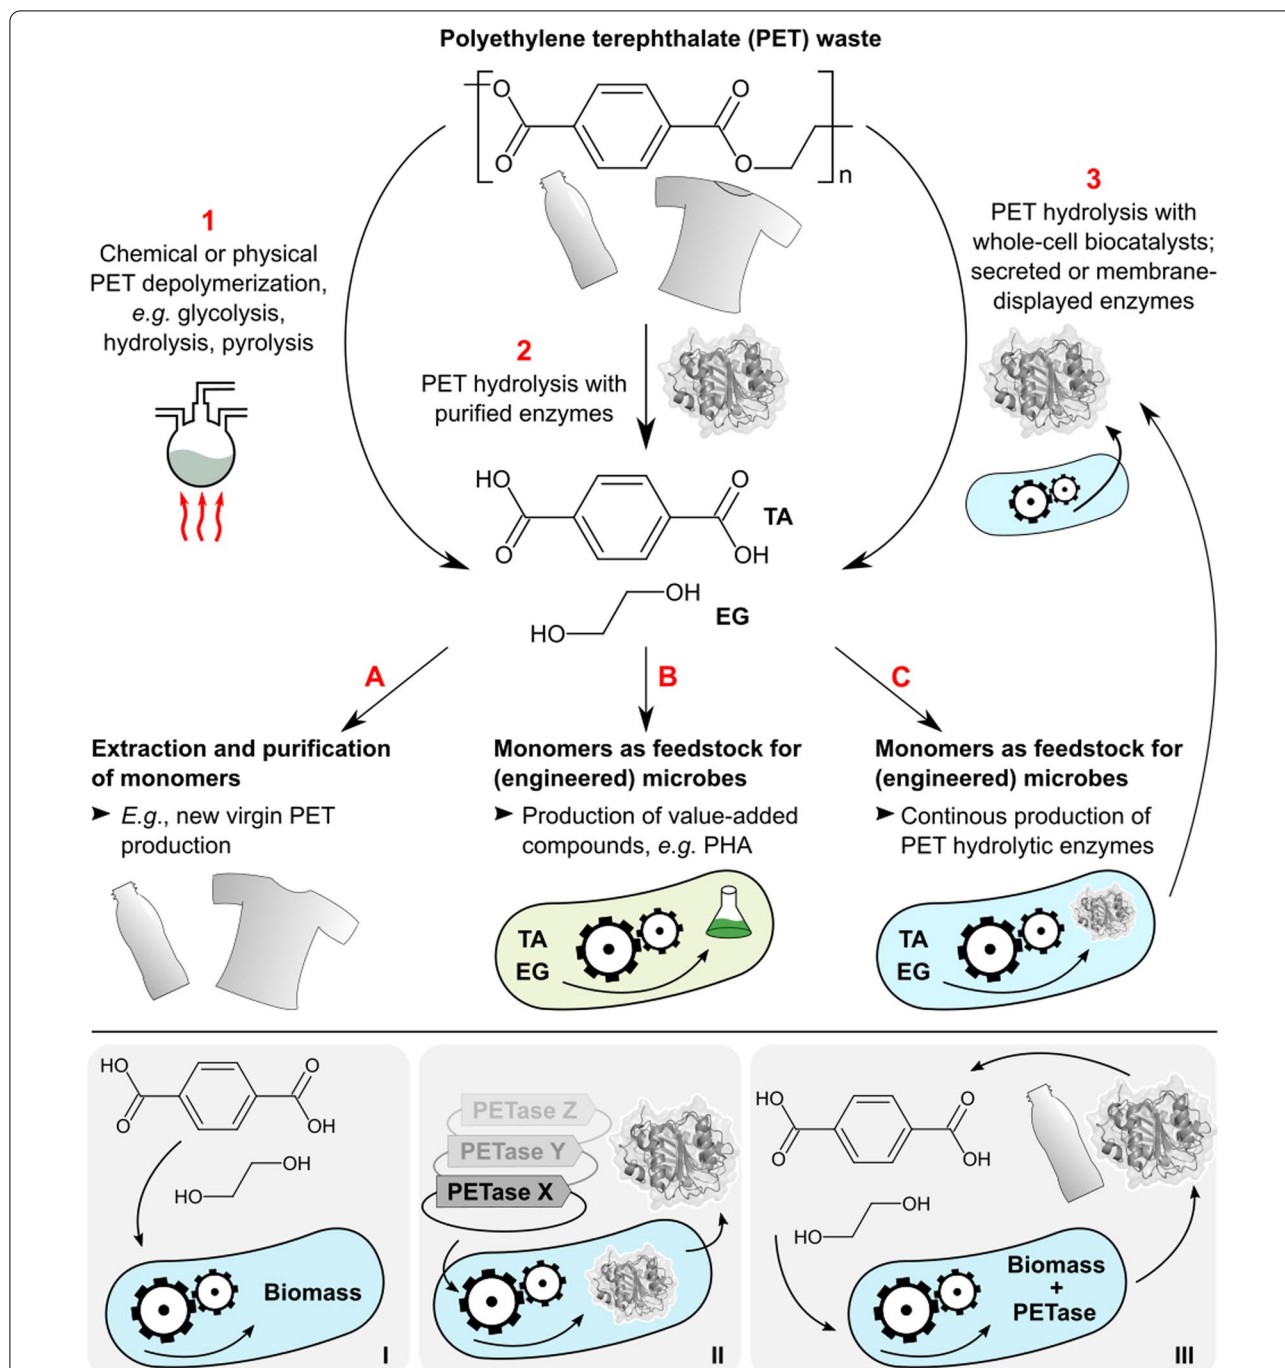 Polyethylene terephthalate (PET) waste
O
O
O
O
n
1
Chemical or physical
PET depolymerization,
e.g. glycolysis,
hydrolysis, pyrolysis
2
PET hydrolysis with
purified enzymes
3
PET hydrolysis with
whole-cell biocatalysts;
secreted or membrane-
displayed enzymes
HO
O
O
OH
TA
OH
HO
EG
A
B
C
Extraction and purification
of monomers
➤ E.g., new virgin PET
production
Monomers as feedstock for
(engineered) microbes
➤ Production of value-added
compounds, e.g. PHA
TA
EG
Monomers as feedstock for
(engineered) microbes
➤ Continous production of
PET hydrolytic enzymes
TA
EG
HO
O
O
OH
OH
HO
Biomass
I
PETase Z
PETase Y
PETase X
II
HO
O
O
OH
OH
HO
Biomass
+
PETase
III